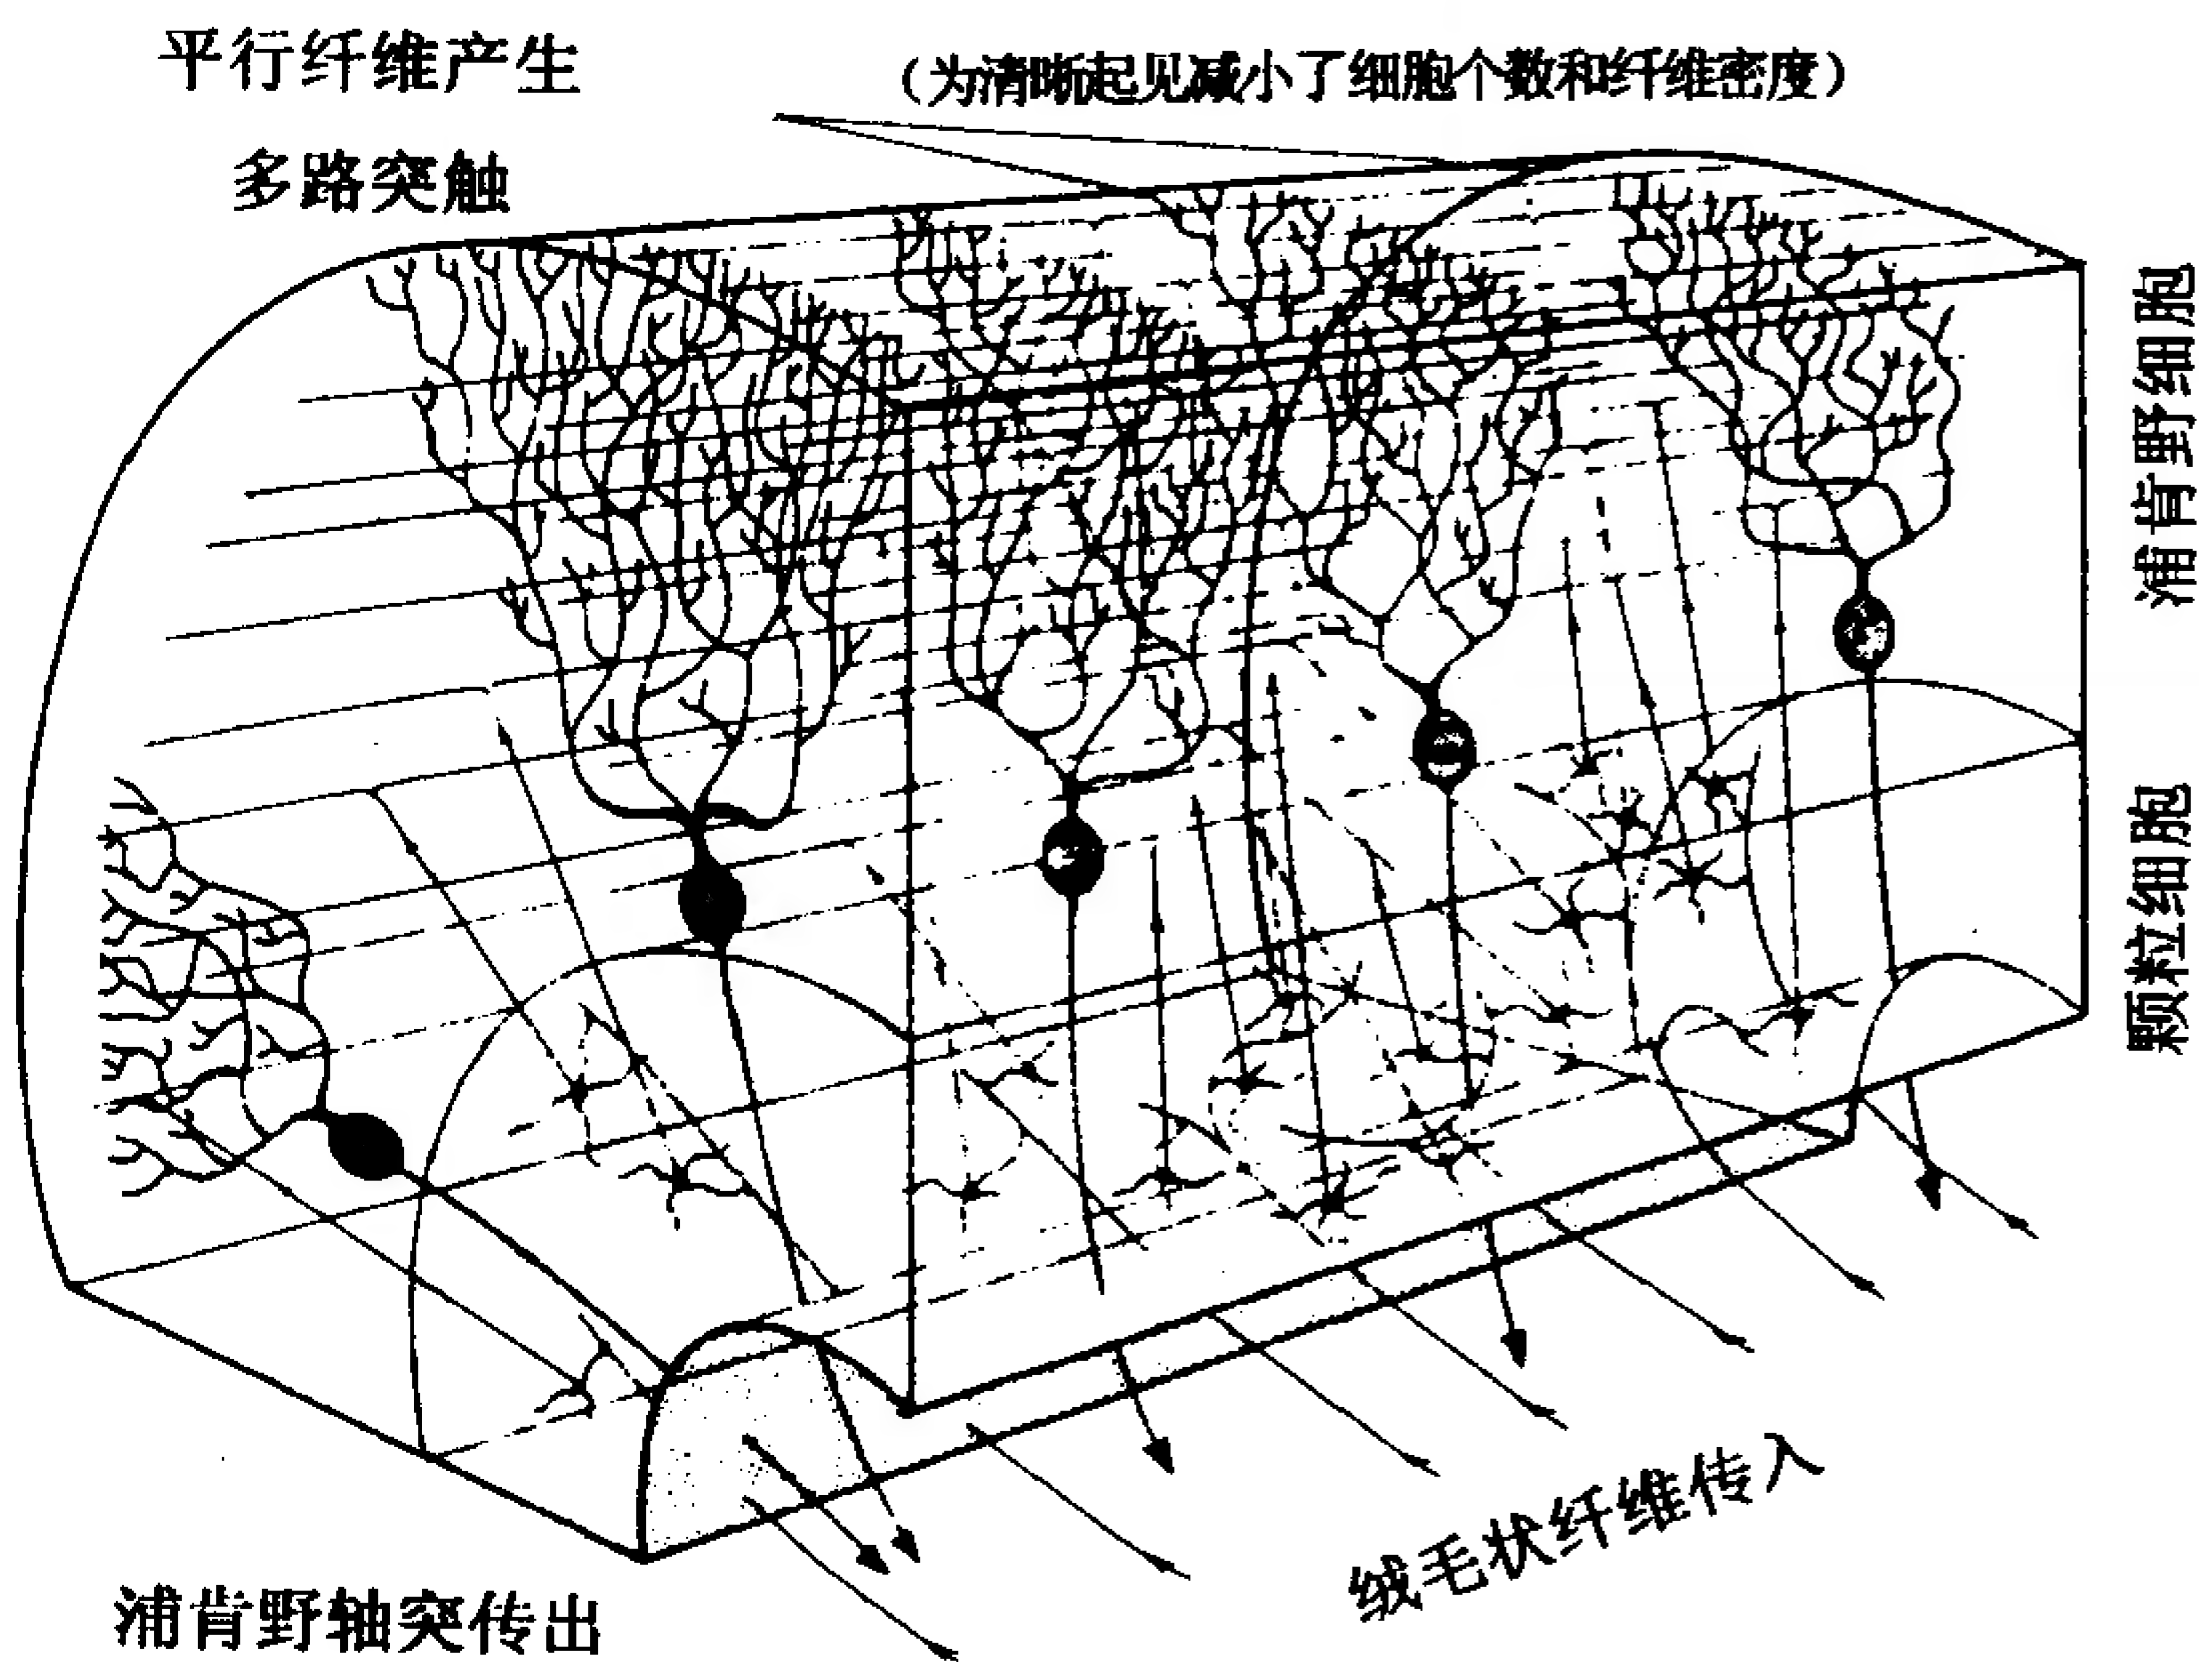 平行纤维产生
多路突触
（为清晰起见减小了细胞个数和纤维密度）
浦肯野细胞
颗粒细胞
绒毛状纤维传入
浦肯野轴突传出